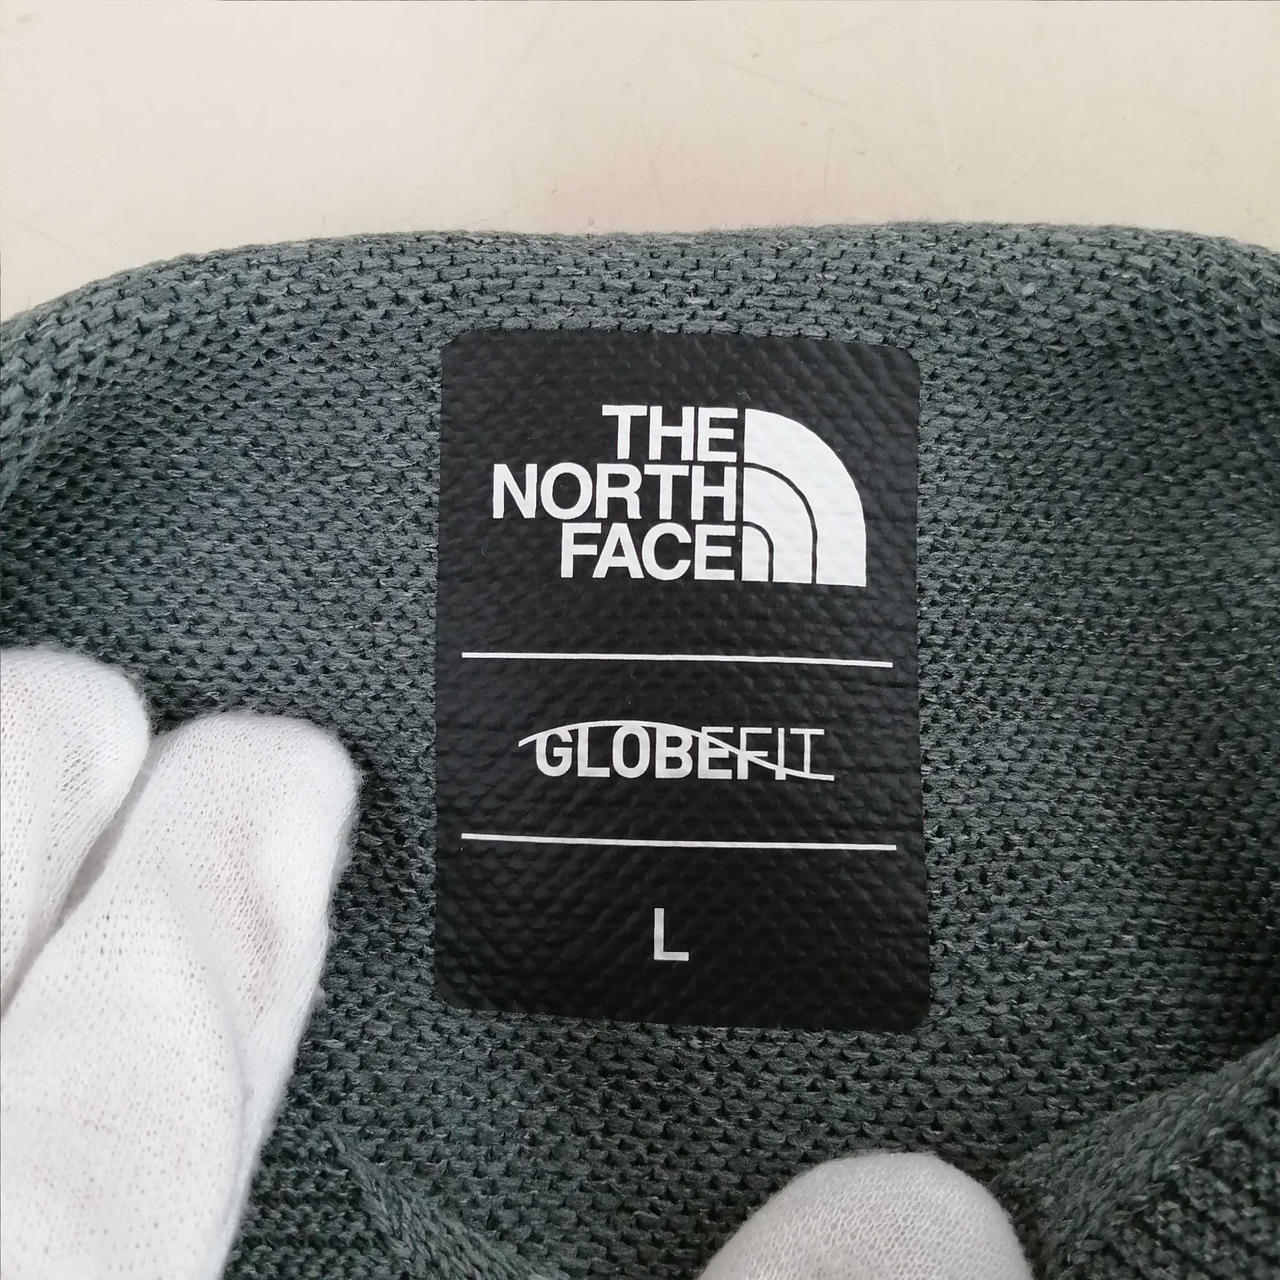 THE
NORTH
FACE
GLOBEFIT
L